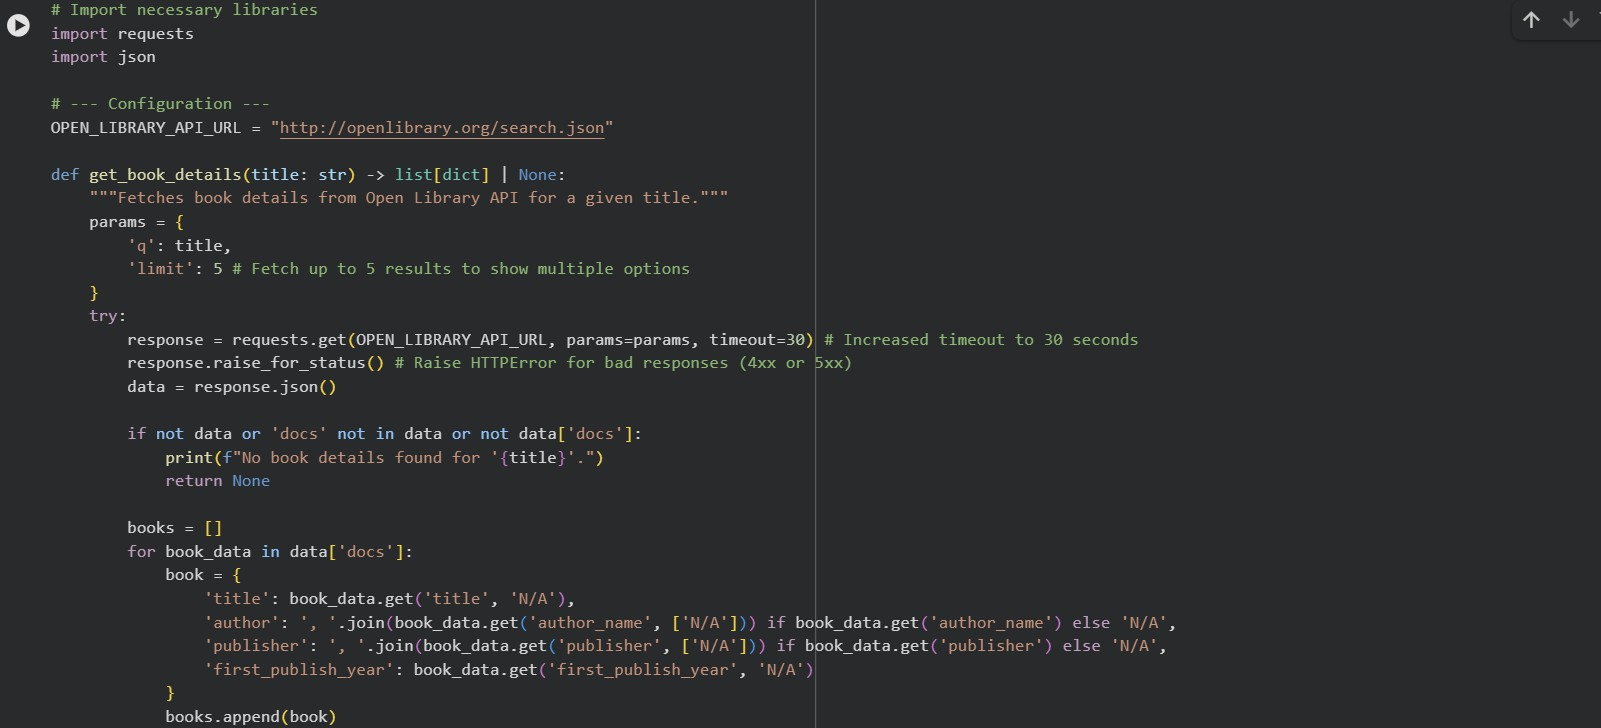 # Import necessary libraries
import requests
import json

# --- Configuration ---
OPEN_LIBRARY_API_URL = "http://openlibrary.org/search.json"

def get_book_details(title: str) -> list[dict] | None:
    """Fetches book details from Open Library API for a given title."""
    params = {
        'q': title,
        'limit': 5 # Fetch up to 5 results to show multiple options
    }
    try:
        response = requests.get(OPEN_LIBRARY_API_URL, params=params, timeout=30) # Increased timeout to 30 seconds
        response.raise_for_status() # Raise HTTPError for bad responses (4xx or 5xx)
        data = response.json()

        if not data or 'docs' not in data or not data['docs']:
            print(f"No book details found for '{title}'.")
            return None

        books = []
        for book_data in data['docs']:
            book = {
                'title': book_data.get('title', 'N/A'),
                'author': ', '.join(book_data.get('author_name', ['N/A'])) if book_data.get('author_name') else 'N/A',
                'publisher': ', '.join(book_data.get('publisher', ['N/A'])) if book_data.get('publisher') else 'N/A',
                'first_publish_year': book_data.get('first_publish_year', 'N/A')
            }
            books.append(book)